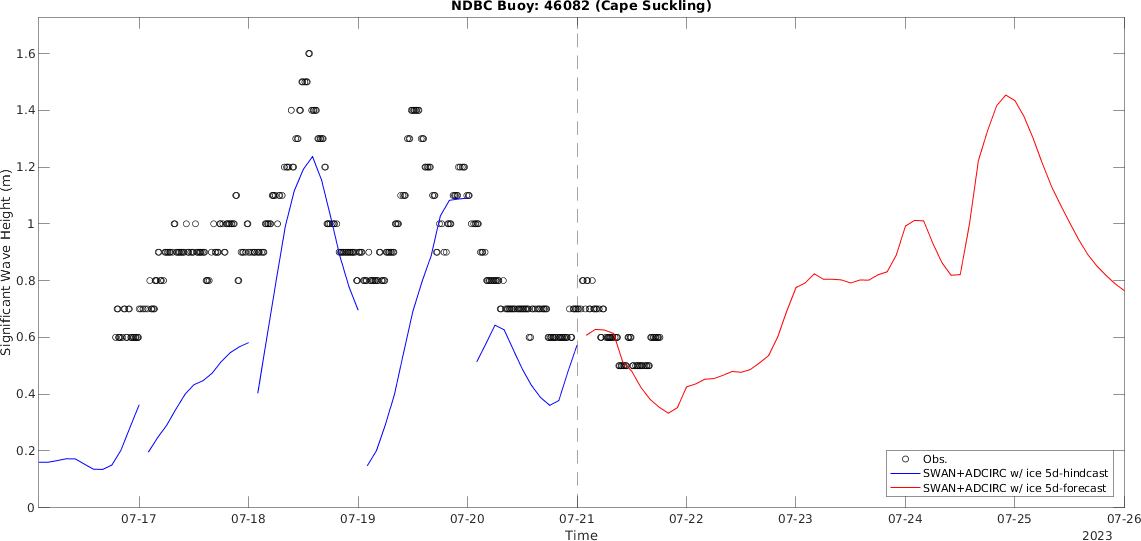 NDBC Buoy: 46082 (Cape Suckling)
Significant Wave Height (m)
1.6
1.4
1.2
1
0.8
0.6
0.4
0.2
0
Obs.
SWAN+ADCIRC w/ ice 5d-hindcast
SWAN+ADCIRC w/ ice 5d-forecast
07-17 07-18 07-19 07-20 07-21 07-22 07-23 07-24 07-25 07-26
Time
2023